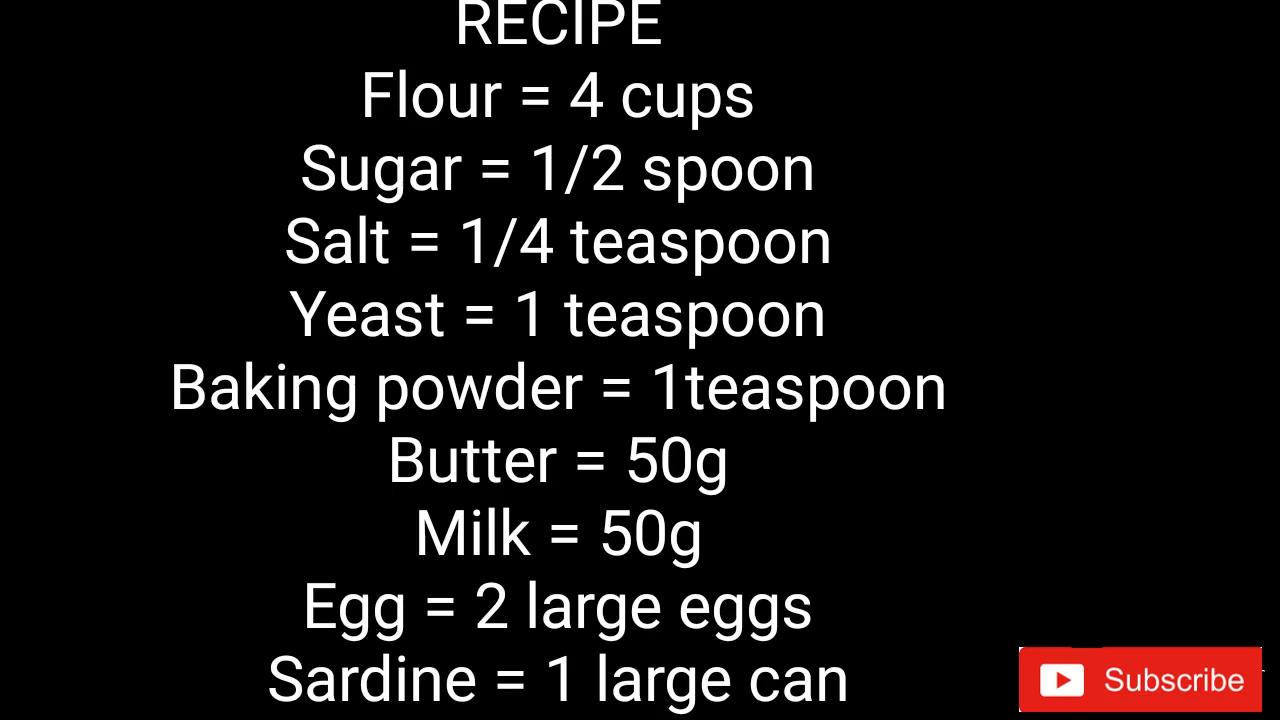 RECIPE
Flour = 4 cups
Sugar = 1/2 spoon
Salt = 1/4 teaspoon
Yeast = 1 teaspoon
Baking powder = 1teaspoon
Butter = 50g
Milk = 50g
Egg = 2 large eggs
Sardine = 1 large can
Subscribe